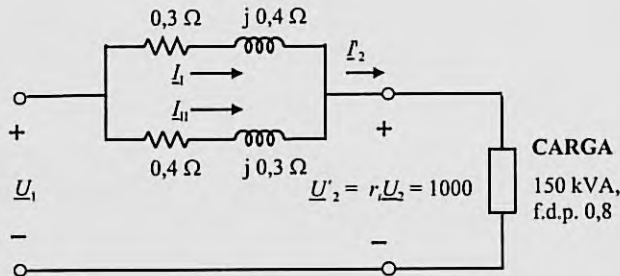 0,3 Ω
j 0,4 Ω
I_I
I'_2
I_II
+
+
CARGA
0,4 Ω
j 0,3 Ω
U_1
U'_2 = r_t U_2 = 1000
150 kVA,
f.d.p. 0,8
−
−